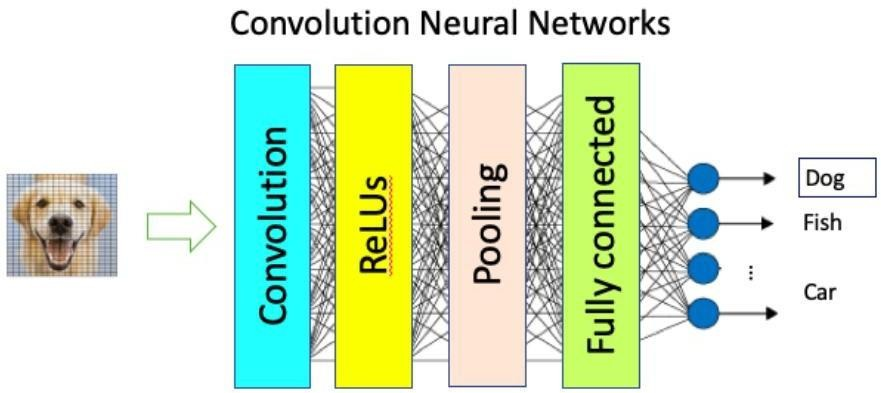 Convolution Neural Networks
Convolution
ReLUs
Pooling
Fully connected
Dog
Fish
...
Car